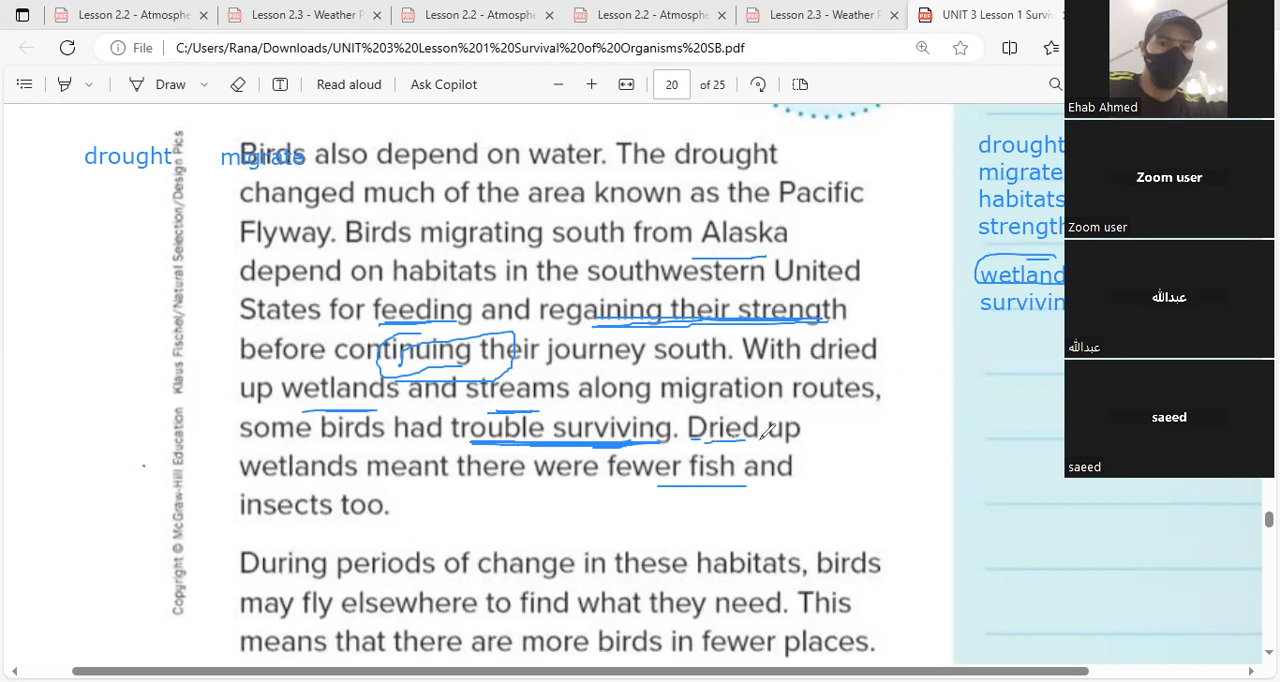 Lesson 2.2 - Atmosphe
Lesson 2.3 - Weather P
Lesson 2.2 - Atmosph
Lesson 2.2 - Atmosph
Lesson 2.3 - Weather P
UNIT 3 Lesson 1 Survi
File
C:/Users/Rana/Downloads/UNIT%203%20Lesson%201%20Survival%20of%20Organisms%20SB.pdf
Draw
Read aloud
Ask Copilot
20
of 25
drought
migrate
Birds also depend on water. The drought
changed much of the area known as the Pacific
Flyway. Birds migrating south from Alaska
depend on habitats in the southwestern United
States for feeding and regaining their strength
before continuing their journey south. With dried
up wetlands and streams along migration routes,
some birds had trouble surviving. Dried up
wetlands meant there were fewer fish and
insects too.
During periods of change in these habitats, birds
may fly elsewhere to find what they need. This
means that there are more birds in fewer places.
Copyright © McGraw-Hill Education Klaus Fischel/Natural Selection/Design Pics
drought
migrate
habitats
strength
wetland
survivin
Ehab Ahmed
Zoom user
Zoom user
عبدالله
عبدالله
saeed
saeed